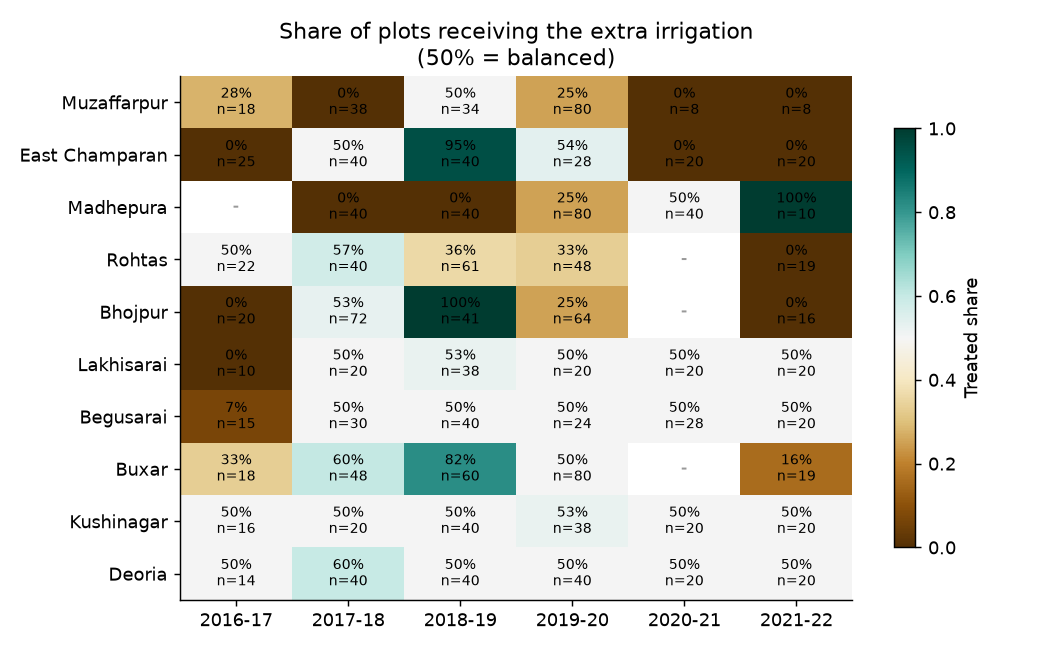 Share of plots receiving the extra irrigation
(50% = balanced)
Muzaffarpur 28% 0% 50% 25% 0% 0%
n=18 n=38 n=34 n=80 n=8 n=8
East Champaran 0% 50% 95% 54% 0% 0%
n=25 n=40 n=40 n=28 n=20 n=20
Madhepura - 0% 0% 25% 50% 100%
n=40 n=40 n=80 n=40 n=10
Rohtas 50% 57% 36% 33% - 0%
n=22 n=40 n=61 n=48 n=19
Bhojpur 0% 53% 100% 25% - 0%
n=20 n=72 n=41 n=64 n=16
Lakhisarai 0% 50% 53% 50% 50% 50%
n=10 n=20 n=38 n=20 n=20 n=20
Begusarai 7% 50% 50% 50% 50% 50%
n=15 n=30 n=40 n=24 n=28 n=20
Buxar 33% 60% 82% 50% - 16%
n=18 n=48 n=60 n=80 n=19
Kushinagar 50% 50% 50% 53% 50% 50%
n=16 n=20 n=40 n=38 n=20 n=20
Deoria 50% 60% 50% 50% 50% 50%
n=14 n=40 n=40 n=40 n=20 n=20
2016-17 2017-18 2018-19 2019-20 2020-21 2021-22
1.0
0.8
0.6
0.4
0.2
0.0
Treated share